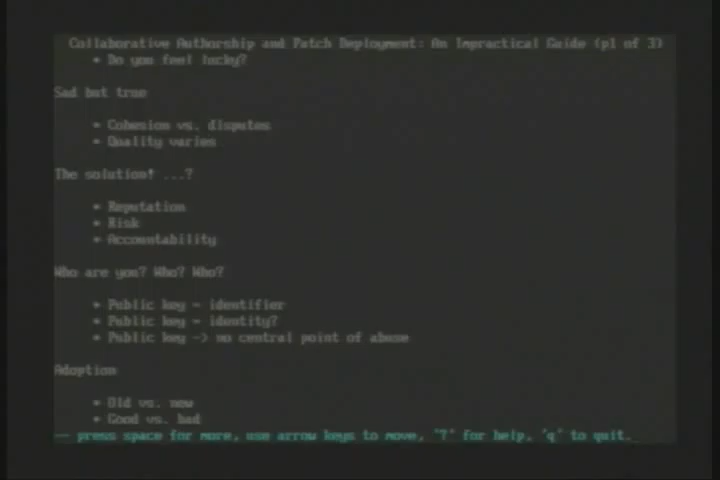 Collaborative Authorship and Patch Deployment: An Impractical Guide (p1 of 3)
* Do you feel lucky?
Sad but true
* Cohesion vs. disputes
* Quality varies
The solution! ...?
* Reputation
* Risk
* Accountability
Who are you? Who? Who?
* Public key = identifier
* Public key = identity?
* Public key -> no central point of abuse
Adoption
* Old vs. new
* Good vs. bad
-- press space for more, use arrow keys to move, '?' for help, 'q' to quit.